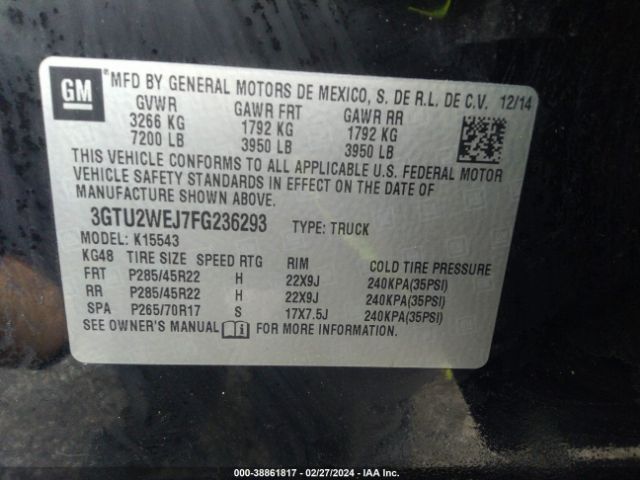 GM ® MFD BY GENERAL MOTORS DE MEXICO, S. DE R.L. DE C.V. 12/14
GVWR GAWR FRT GAWR RR
3266 KG 1792 KG 1792 KG
7200 LB 3950 LB 3950 LB
THIS VEHICLE CONFORMS TO ALL APPLICABLE U.S. FEDERAL MOTOR
VEHICLE SAFETY STANDARDS IN EFFECT ON THE DATE OF
MANUFACTURE SHOWN ABOVE.
3GTU2WEJ7FG236293 TYPE: TRUCK
MODEL: K15543
KG48 TIRE SIZE SPEED RTG RIM COLD TIRE PRESSURE
FRT P285/45R22 H 22X9J 240KPA(35PSI)
RR P285/45R22 H 22X9J 240KPA(35PSI)
SPA P265/70R17 S 17X7.5J 240KPA(35PSI)
SEE OWNER'S MANUAL FOR MORE INFORMATION.
000-38861817 - 02/27/2024 - IAA Inc.